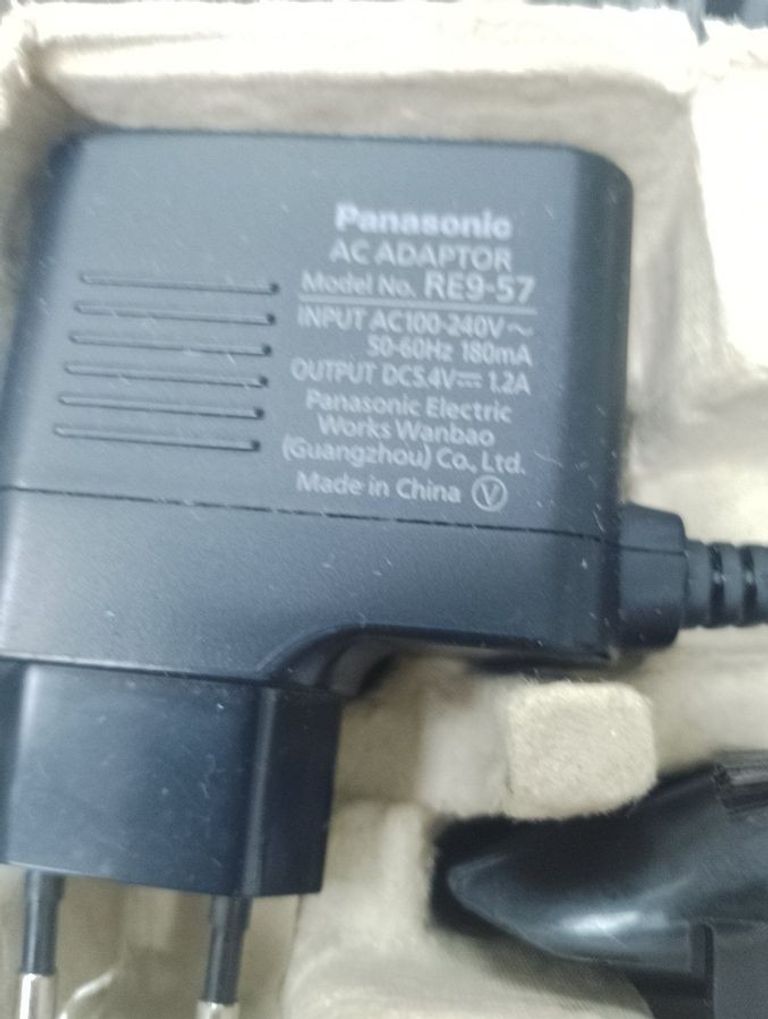 Panasonic
AC ADAPTOR
Model No. RE9-57
INPUT AC100-240V～
50-60Hz 180mA
OUTPUT DC5.4V⎓ 1.2A
Panasonic Electric
Works Wanbao
(Guangzhou) Co., Ltd.
Made in China Ⓥ